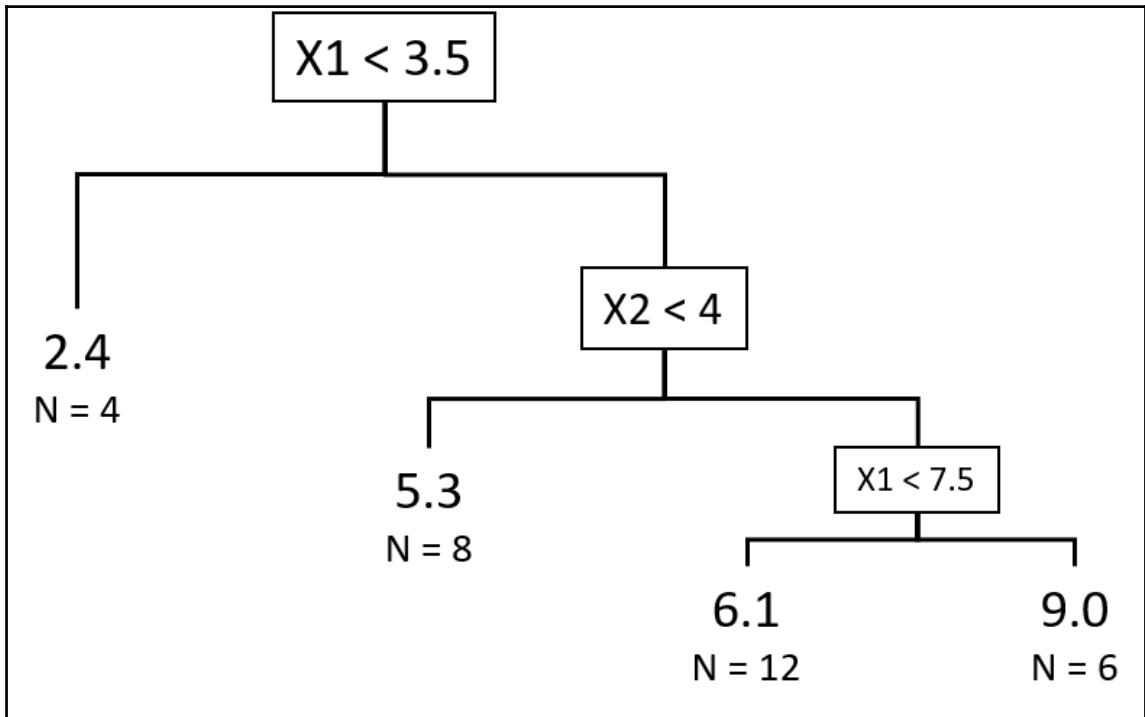 X1 < 3.5
X2 < 4
2.4
N = 4
X1 < 7.5
5.3
N = 8
6.1
N = 12
9.0
N = 6